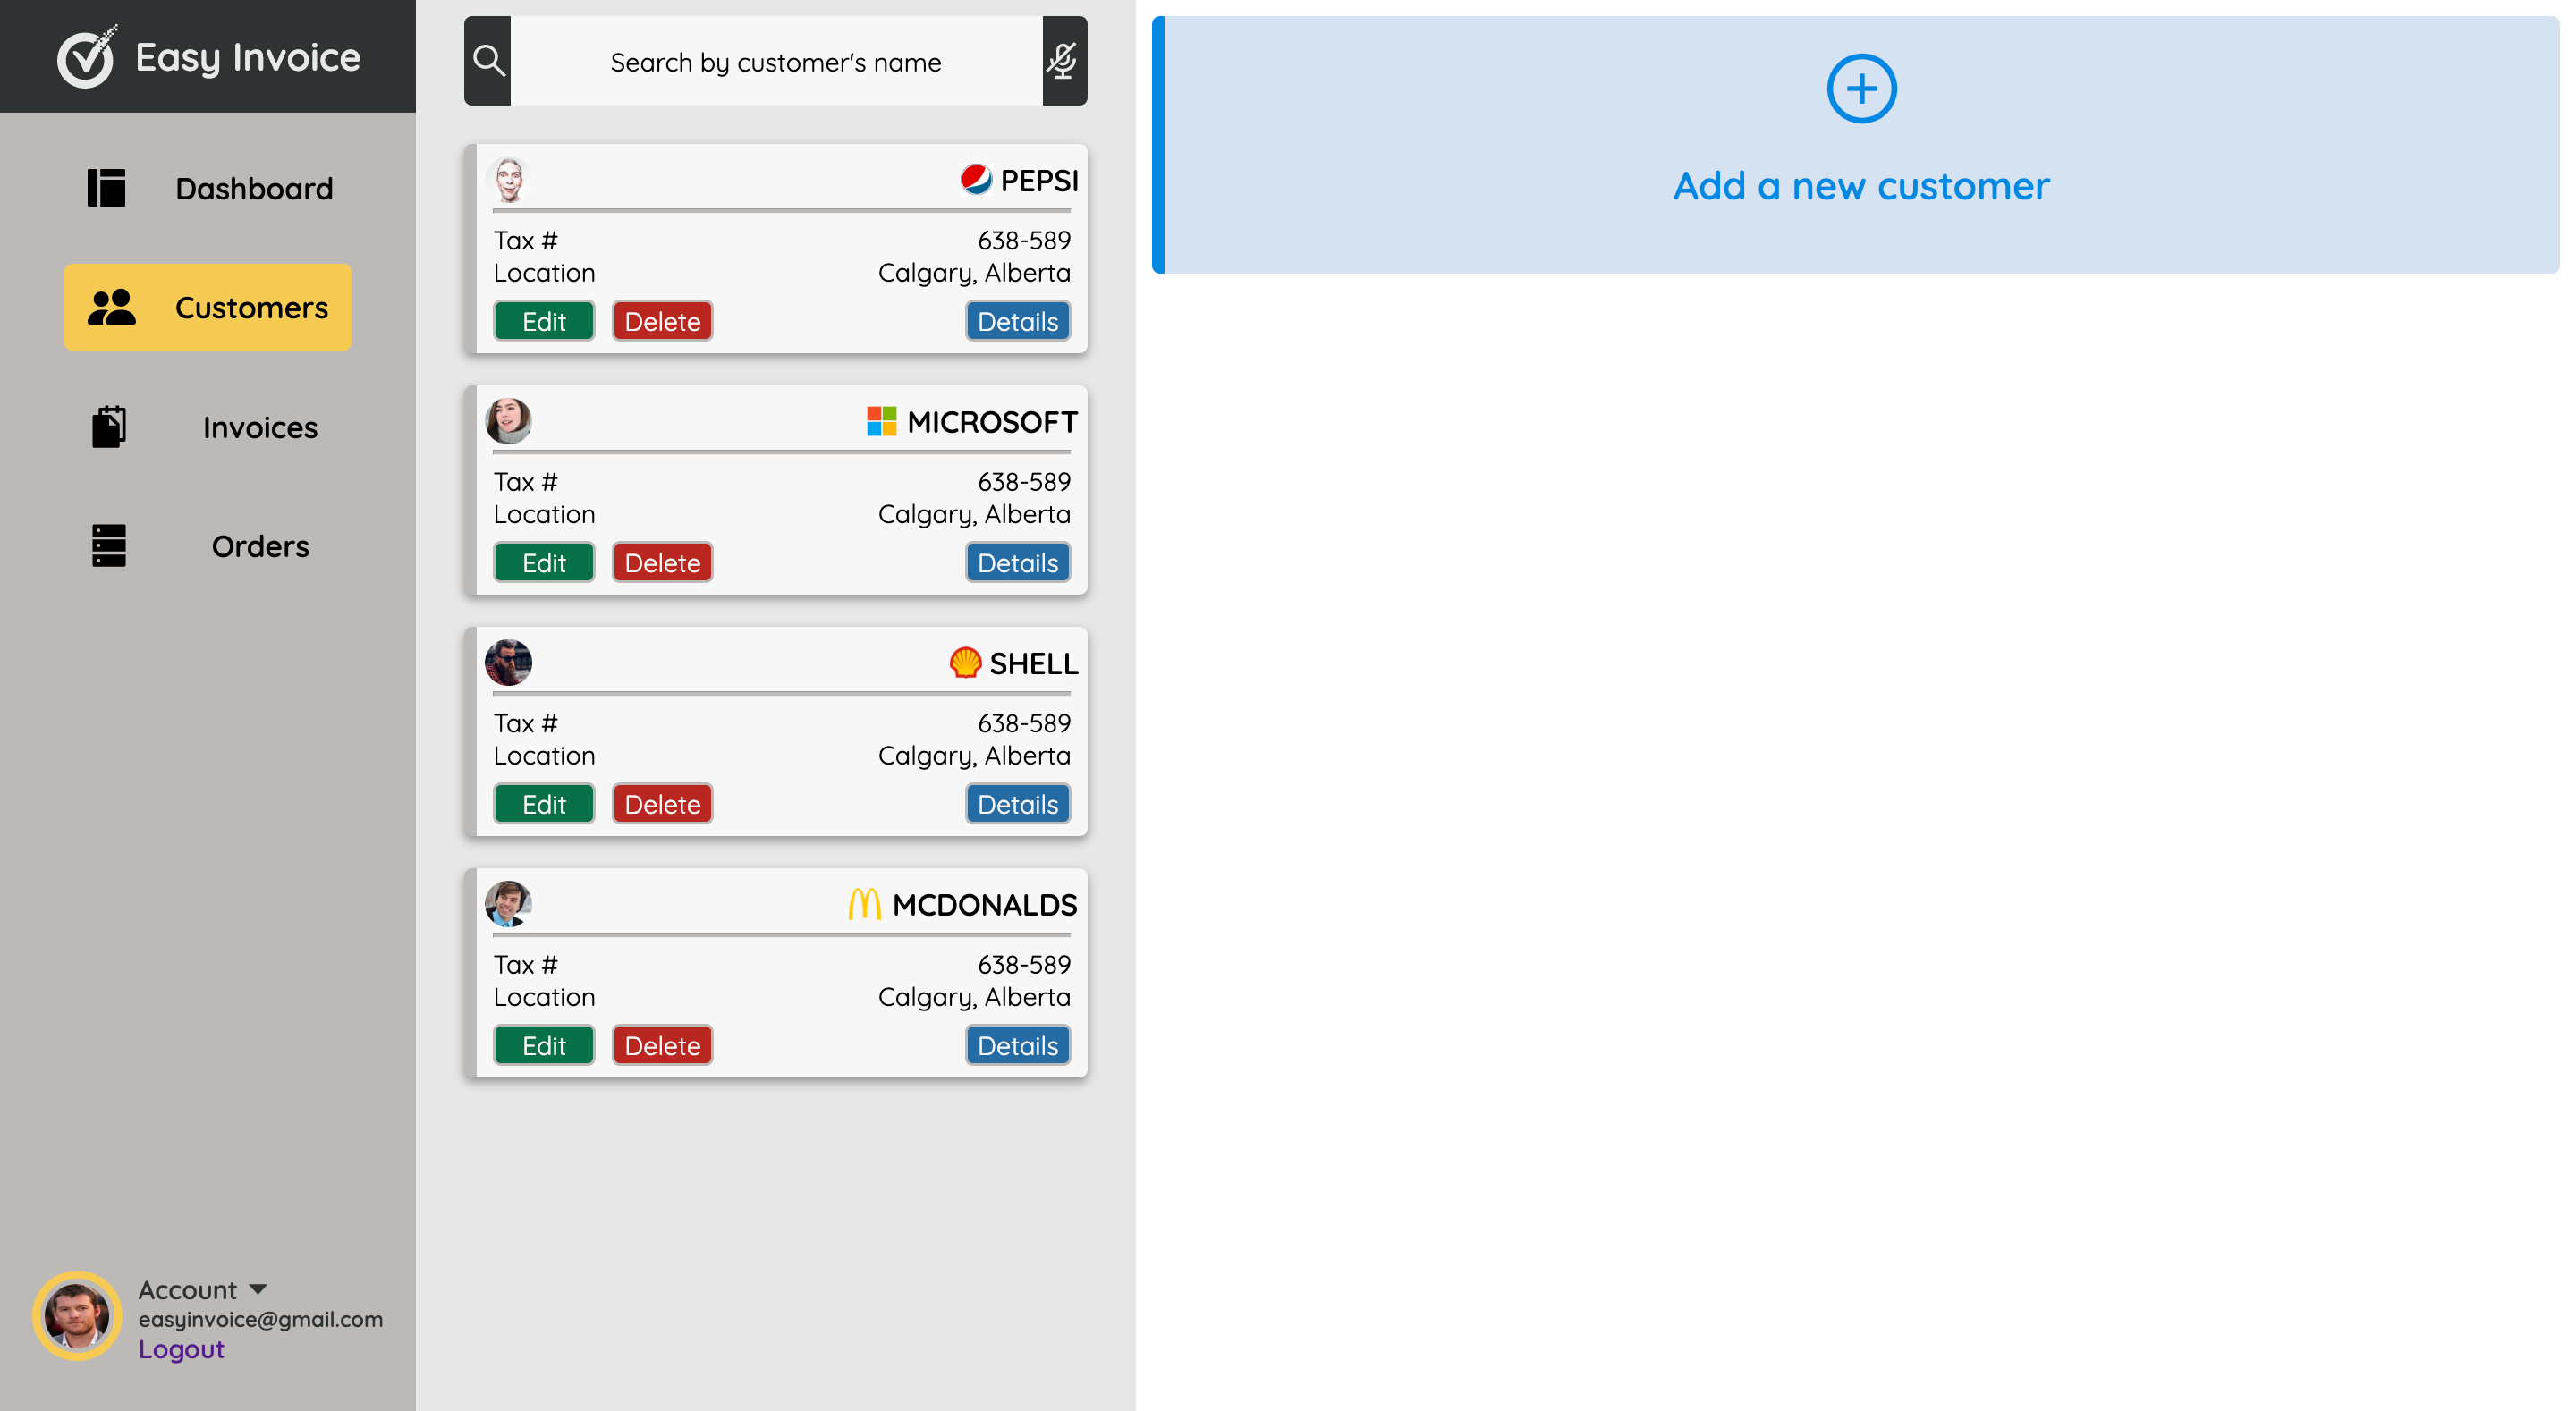 Easy Invoice
Dashboard
Customers
Invoices
Orders
Account
easyinvoice@gmail.com
Logout
Search by customer's name
PEPSI
Tax # 638-589
Location Calgary, Alberta
Edit Delete Details
MICROSOFT
Tax # 638-589
Location Calgary, Alberta
Edit Delete Details
SHELL
Tax # 638-589
Location Calgary, Alberta
Edit Delete Details
MCDONALDS
Tax # 638-589
Location Calgary, Alberta
Edit Delete Details
Add a new customer